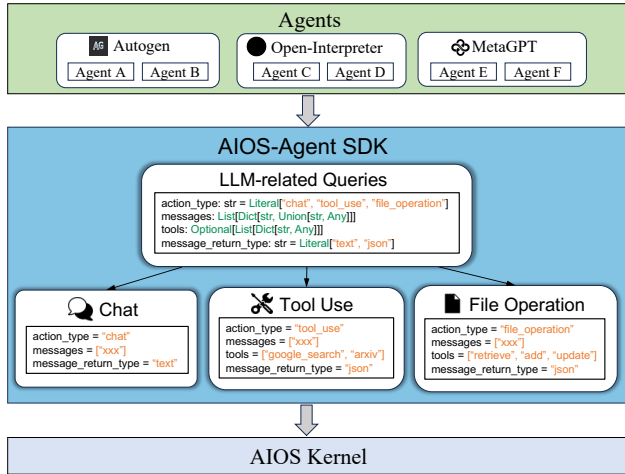 Agents
AG Autogen
Agent A Agent B
Open-Interpreter
Agent C Agent D
MetaGPT
Agent E Agent F
AIOS-Agent SDK
LLM-related Queries
action_type: str = Literal["chat", "tool_use", "file_operation"]
messages: List[Dict[str, Union[str, Any]]]
tools: Optional[List[Dict[str, Any]]]
message_return_type: str = Literal["text", "json"]
Chat
action_type = "chat"
messages = ["xxx"]
message_return_type = "text"
Tool Use
action_type = "tool_use"
messages = ["xxx"]
tools = ["google_search", "arxiv"]
message_return_type = "json"
File Operation
action_type = "file_operation"
messages = ["xxx"]
tools = ["retrieve", "add", "update"]
message_return_type = "json"
AIOS Kernel